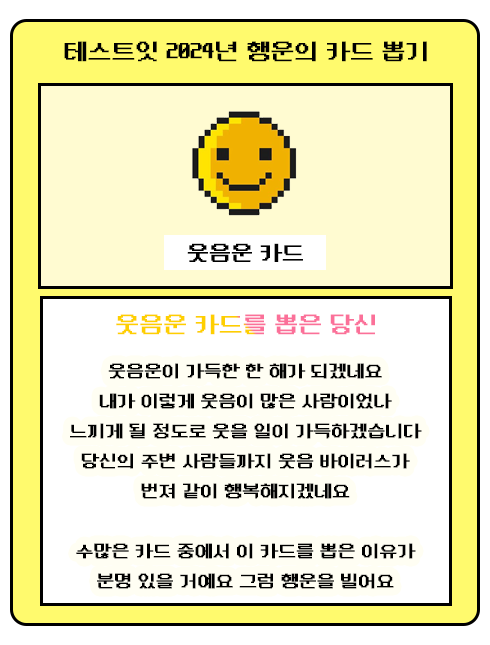 테스트잇 2024년 행운의 카드 뽑기
웃음운 카드
웃음운 카드를 뽑은 당신
웃음운이 가득한 한 해가 되겠네요
내가 이렇게 웃음이 많은 사람이었나
느끼게 될 정도로 웃을 일이 가득하겠습니다
당신의 주변 사람들까지 웃음 바이러스가
번져 같이 행복해지겠네요
수많은 카드 중에서 이 카드를 뽑은 이유가
분명 있을 거예요 그럼 행운을 빌어요